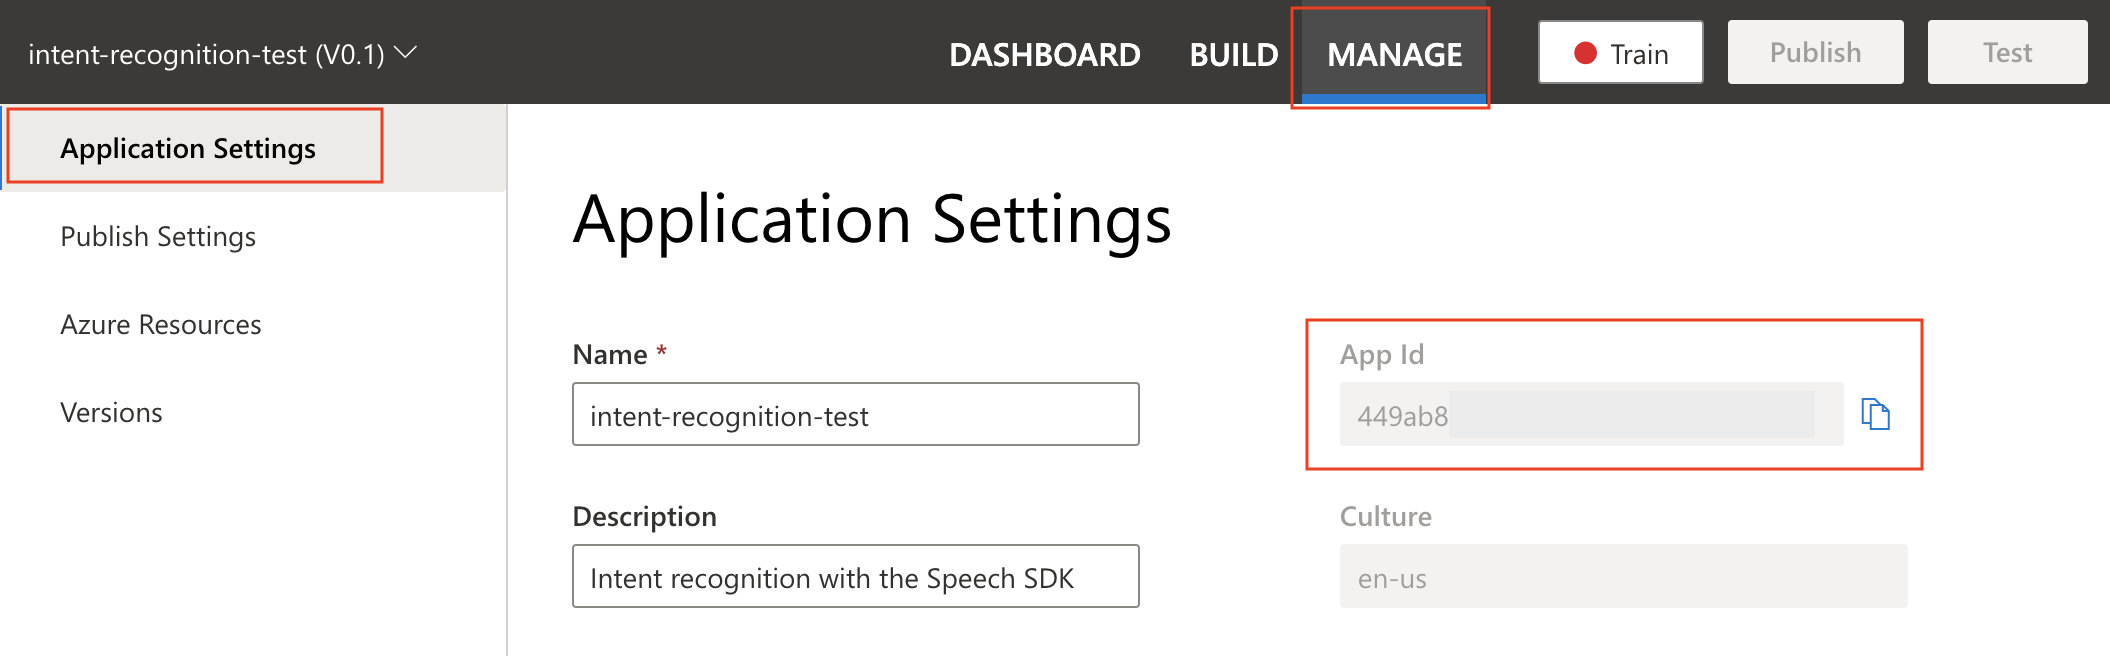 intent-recognition-test (V0.1)
DASHBOARD BUILD MANAGE Train Publish Test
Application Settings
Publish Settings
Azure Resources
Versions
Application Settings
Name *
intent-recognition-test
App Id
449ab8
Description
Intent recognition with the Speech SDK
Culture
en-us